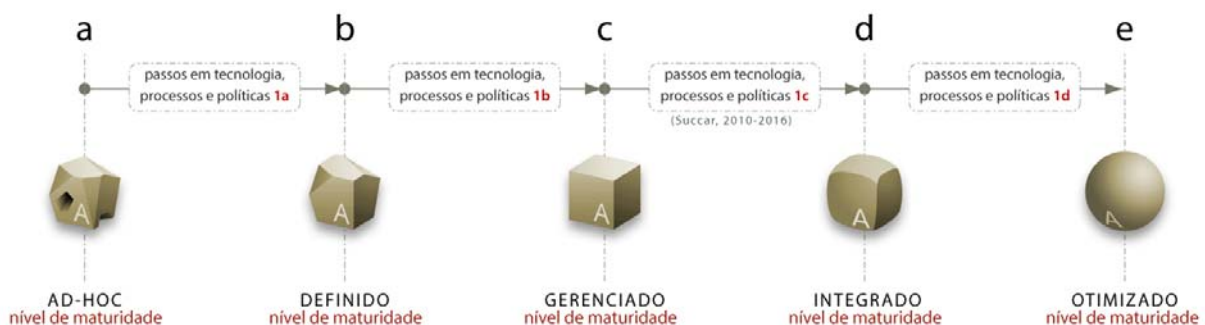 a
b
c
d
e
passos em tecnologia,
processos e políticas 1a
passos em tecnologia,
processos e políticas 1b
passos em tecnologia,
processos e políticas 1c
(Succar, 2010-2016)
passos em tecnologia,
processos e políticas 1d
A
A
A
A
A
AD-HOC
nível de maturidade
DEFINIDO
nível de maturidade
GERENCIADO
nível de maturidade
INTEGRADO
nível de maturidade
OTIMIZADO
nível de maturidade